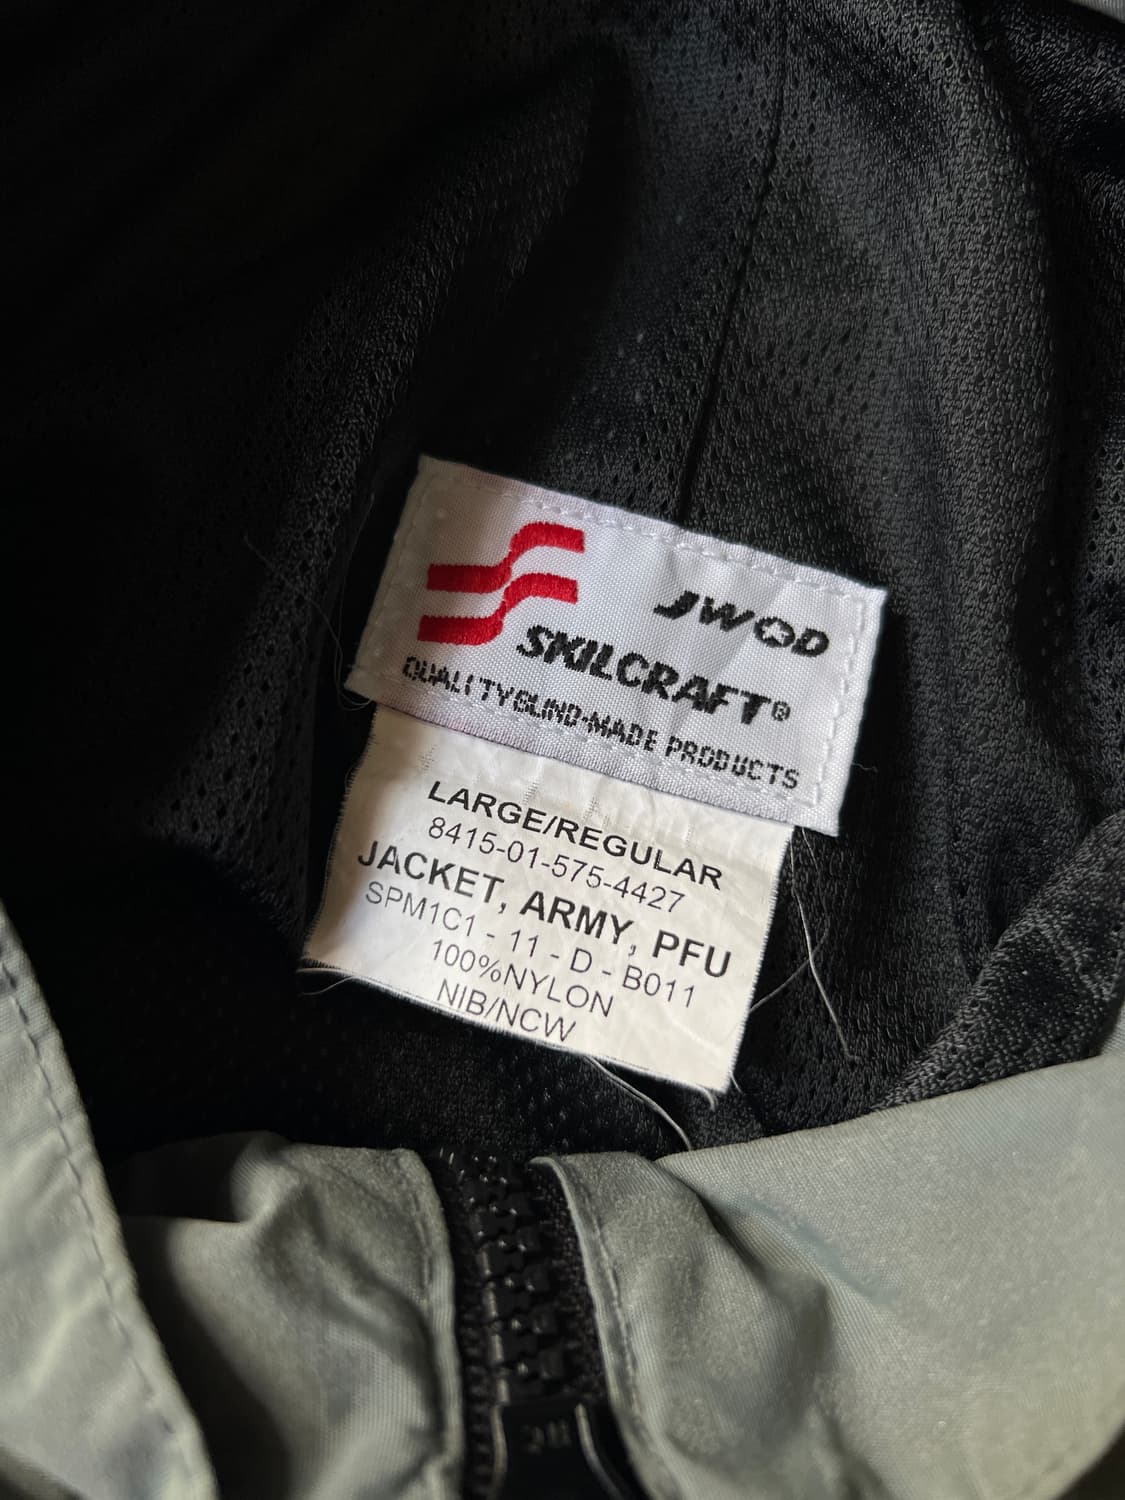 JWOD
SKILCRAFT®
QUALITY BLIND-MADE PRODUCTS
LARGE/REGULAR
8415-01-575-4427
JACKET, ARMY, PFU
SPM1C1 - 11 - D - B011
100%NYLON
NIB/NCW